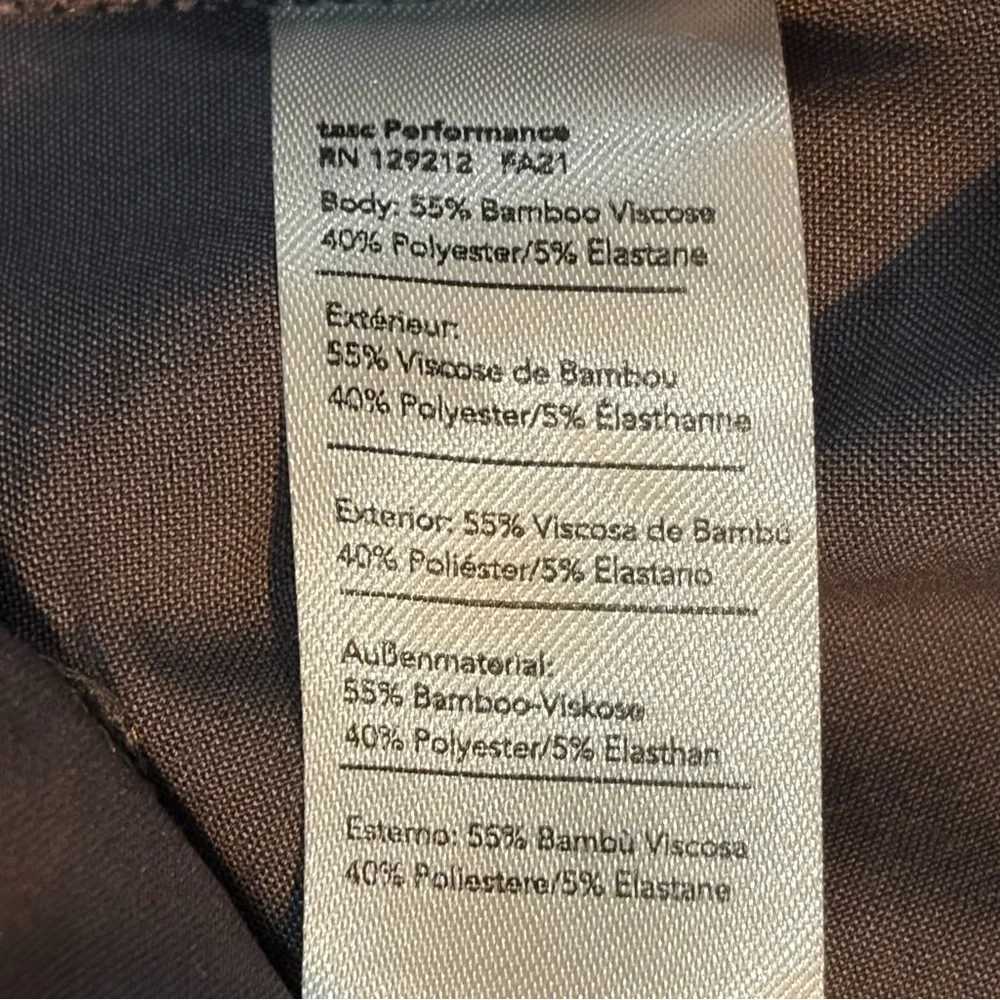 tasc Performance
RN 129212 FA21
Body: 55% Bamboo Viscose
40% Polyester/5% Elastane
Extérieur:
55% Viscose de Bambou
40% Polyester/5% Élasthanne
Exterior: 55% Viscosa de Bambú
40% Poliéster/5% Elastano
Außenmaterial:
55% Bamboo-Viskose
40% Polyester/5% Elasthan
Esterno: 55% Bambù Viscosa
40% Poliestere/5% Elastane